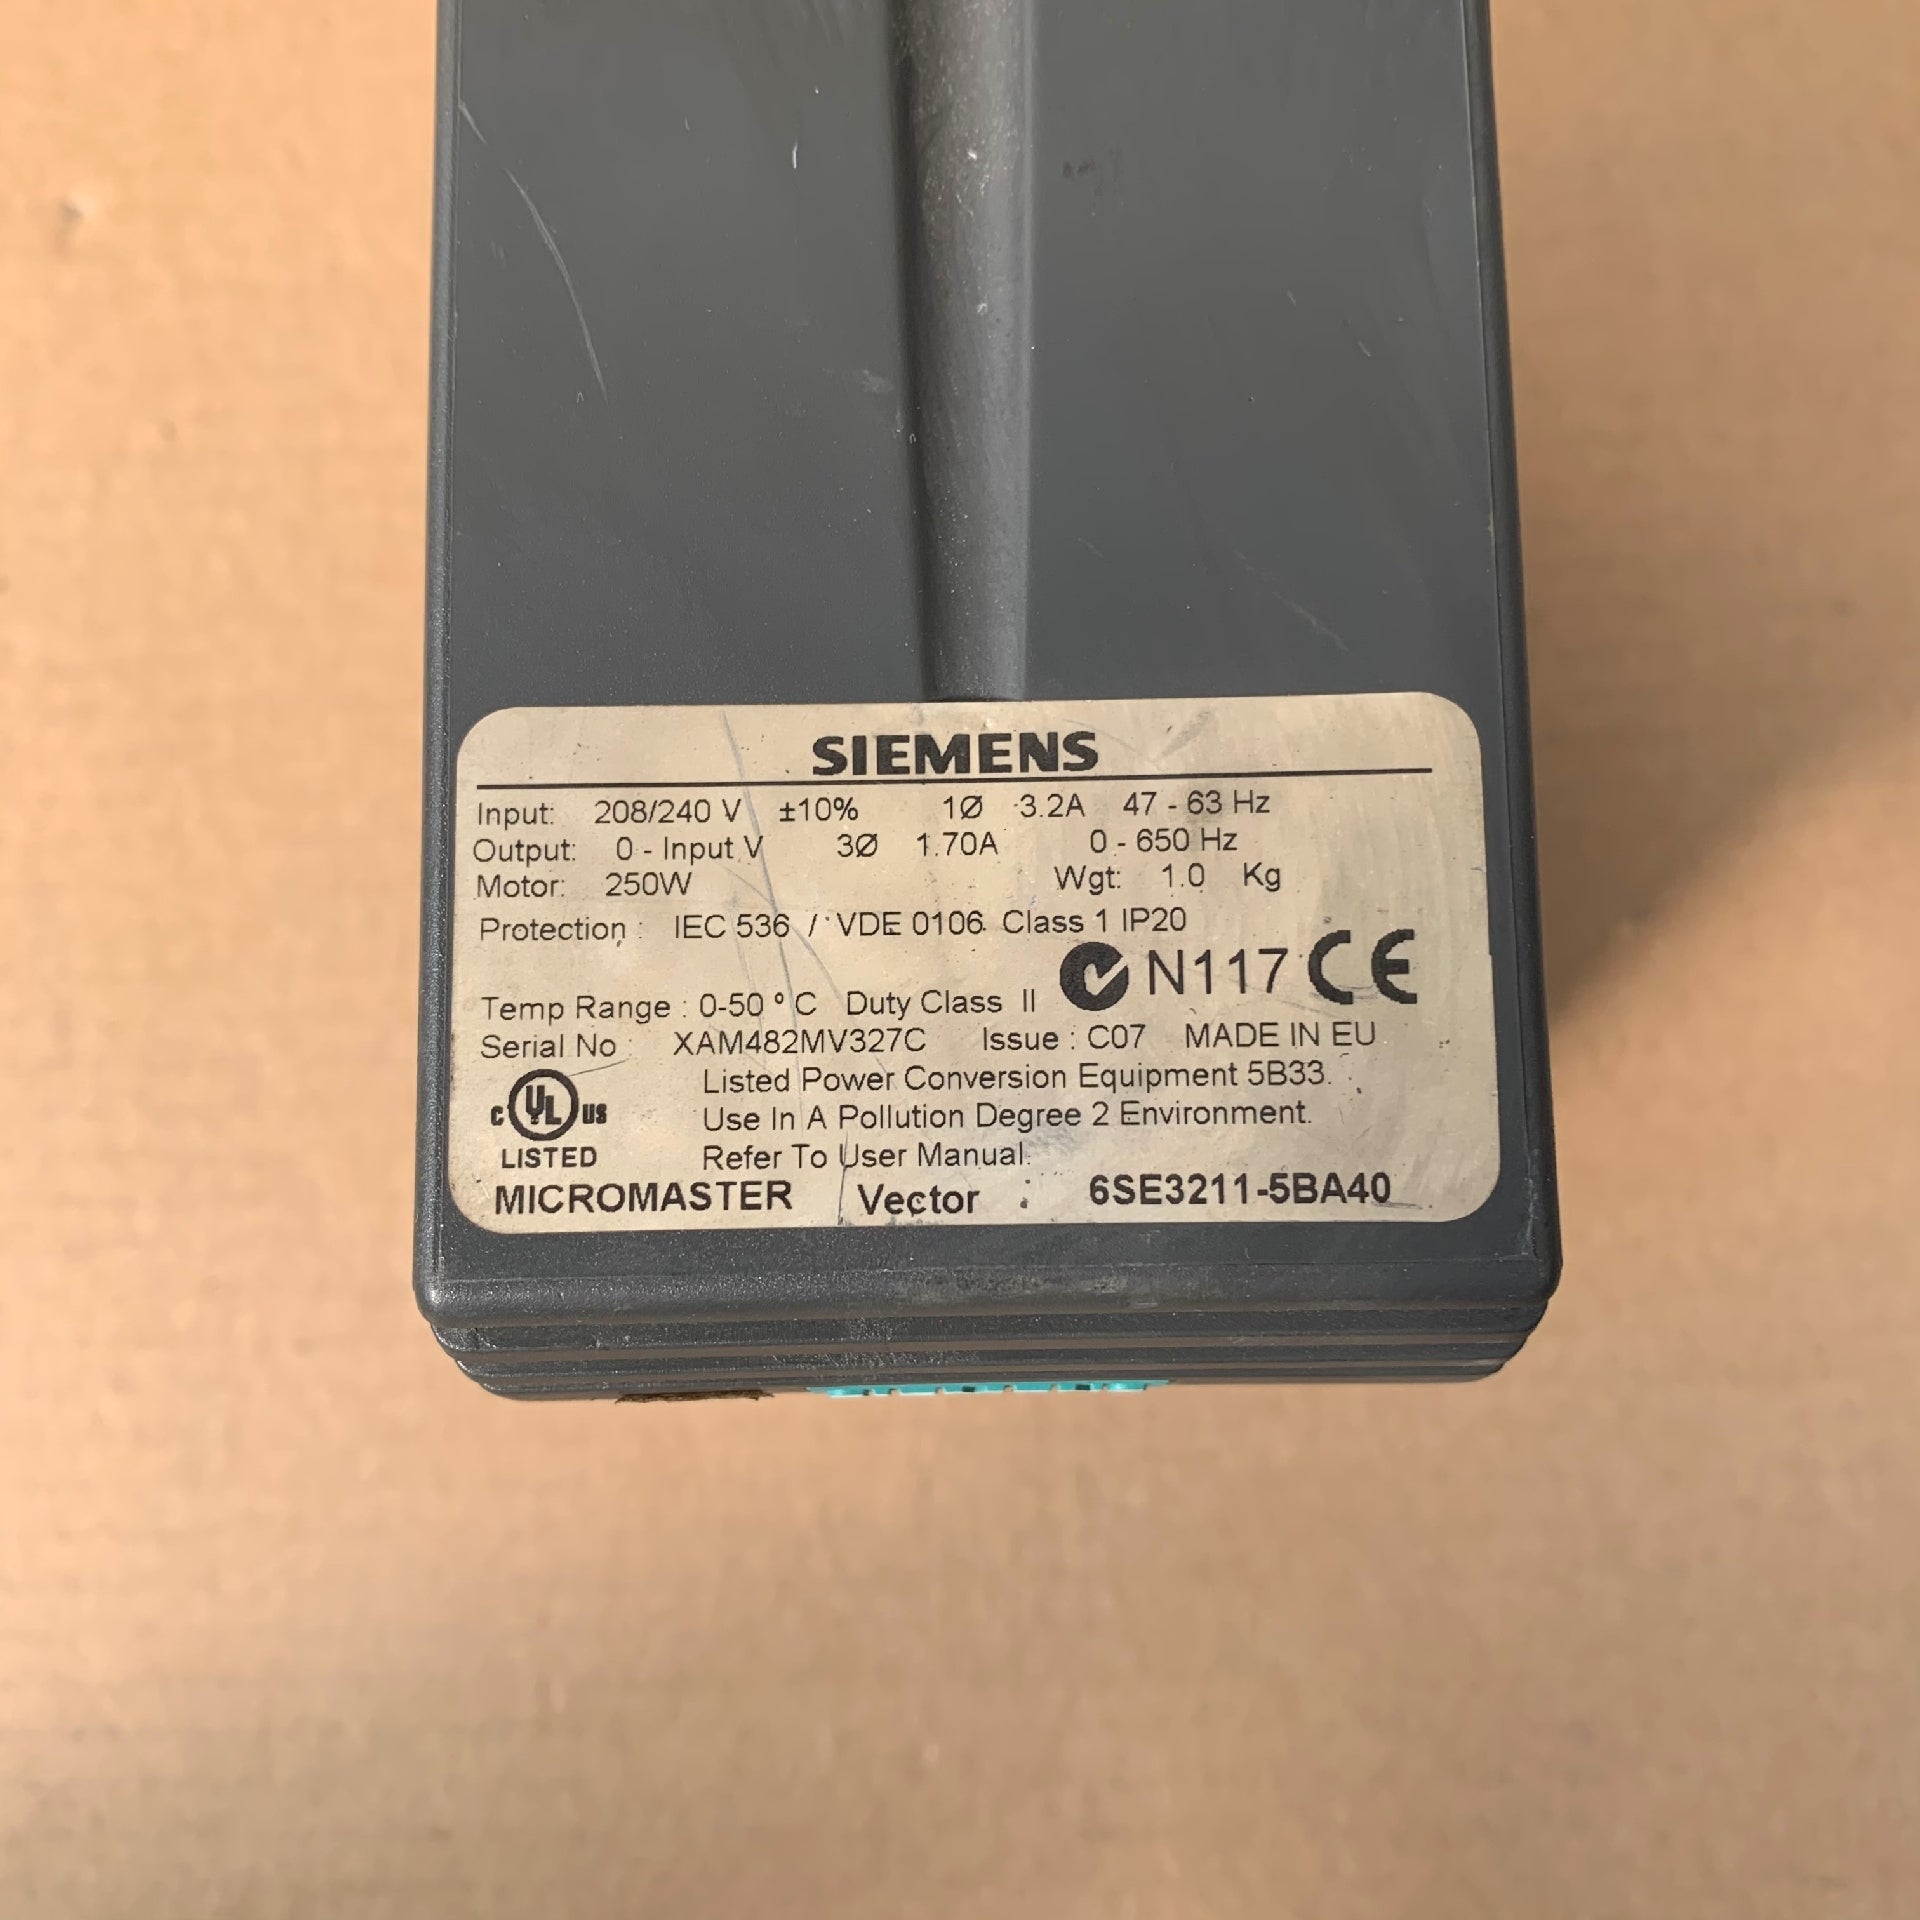 SIEMENS
Input: 208/240 V ±10% 1Ø 3.2A 47 - 63 Hz
Output: 0 - Input V 3Ø 1.70A 0 - 650 Hz
Motor: 250W Wgt: 1.0 Kg
Protection : IEC 536 / VDE 0106 Class 1 IP20
N117 CE
Temp Range : 0-50 ° C Duty Class II
Serial No : XAM482MV327C Issue : C07 MADE IN EU
Listed Power Conversion Equipment 5B33.
c UL us Use In A Pollution Degree 2 Environment.
LISTED Refer To User Manual.
MICROMASTER Vector : 6SE3211-5BA40